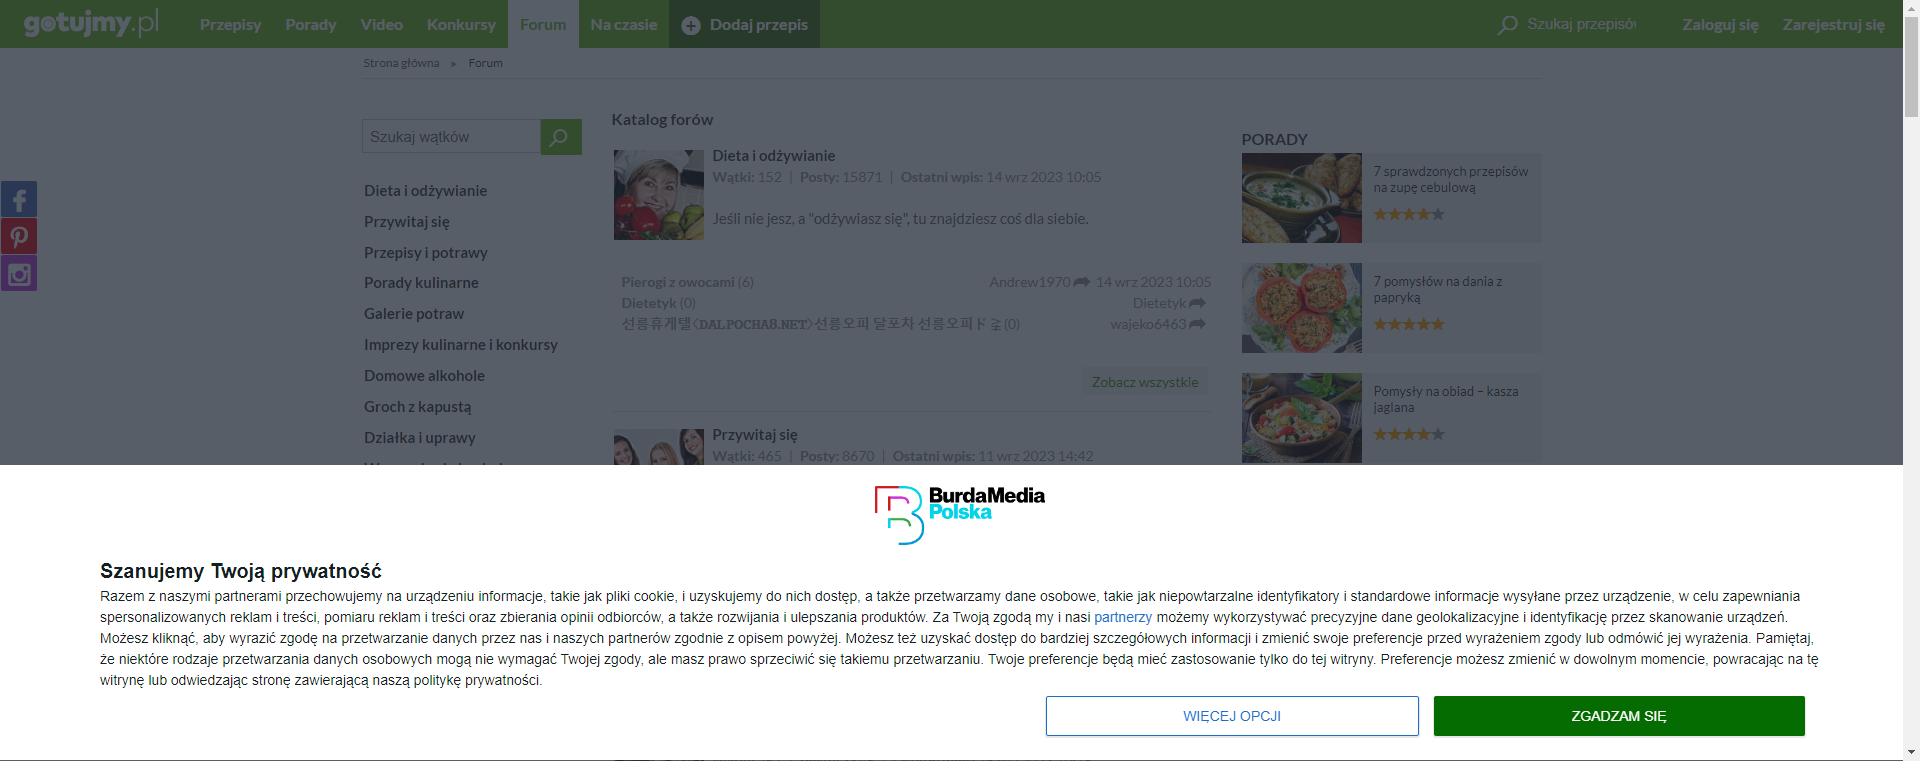 gotujmy.pl
Przepisy
Porady
Video
Konkursy
Forum
Na czasie
Dodaj przepis
Szukaj przepisów
Zaloguj się
Zarejestruj się
Strona główna » Forum
Szukaj wątków
Dieta i odżywianie
Przywitaj się
Przepisy i potrawy
Porady kulinarne
Galerie potraw
Imprezy kulinarne i konkursy
Domowe alkohole
Groch z kapustą
Działka i uprawy
Katalog forów
Dieta i odżywianie
Wątki: 152 | Posty: 15871 | Ostatni wpis: 14 wrz 2023 10:05
Jeśli nie jesz, a "odżywiasz się", tu znajdziesz coś dla siebie.
Pierogi z owocami (6) Andrew1970 14 wrz 2023 10:05
Dietetyk (0) Dietetyk
선릉휴게텔〈DALPOCHA8.NET〉선릉오피 달포차 선릉오피ド≧(0) wajeko6463
Zobacz wszystkie
Przywitaj się
Wątki: 465 | Posty: 8670 | Ostatni wpis: 11 wrz 2023 14:42
PORADY
7 sprawdzonych przepisów
na zupę cebulową
7 pomysłów na dania z
papryką
Pomysły na obiad – kasza
jaglana
BurdaMedia
Polska
Szanujemy Twoją prywatność
Razem z naszymi partnerami przechowujemy na urządzeniu informacje, takie jak pliki cookie, i uzyskujemy do nich dostęp, a także przetwarzamy dane osobowe, takie jak niepowtarzalne identyfikatory i standardowe informacje wysyłane przez urządzenie, w celu zapewniania
spersonalizowanych reklam i treści, pomiaru reklam i treści oraz zbierania opinii odbiorców, a także rozwijania i ulepszania produktów. Za Twoją zgodą my i nasi partnerzy możemy wykorzystywać precyzyjne dane geolokalizacyjne i identyfikację przez skanowanie urządzeń.
Możesz kliknąć, aby wyrazić zgodę na przetwarzanie danych przez nas i naszych partnerów zgodnie z opisem powyżej. Możesz też uzyskać dostęp do bardziej szczegółowych informacji i zmienić swoje preferencje przed wyrażeniem zgody lub odmówić jej wyrażenia. Pamiętaj,
że niektóre rodzaje przetwarzania danych osobowych mogą nie wymagać Twojej zgody, ale masz prawo sprzeciwić się takiemu przetwarzaniu. Twoje preferencje będą mieć zastosowanie tylko do tej witryny. Preferencje możesz zmienić w dowolnym momencie, powracając na tę
witrynę lub odwiedzając stronę zawierającą naszą politykę prywatności.
WIĘCEJ OPCJI
ZGADZAM SIĘ